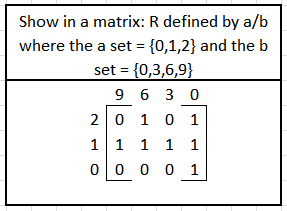 Show in a matrix: R defined by a/b
where the a set = {0,1,2} and the b
set = {0,3,6,9}
9 6 3 0
2 0 1 0 1
1 1 1 1 1
0 0 0 0 1